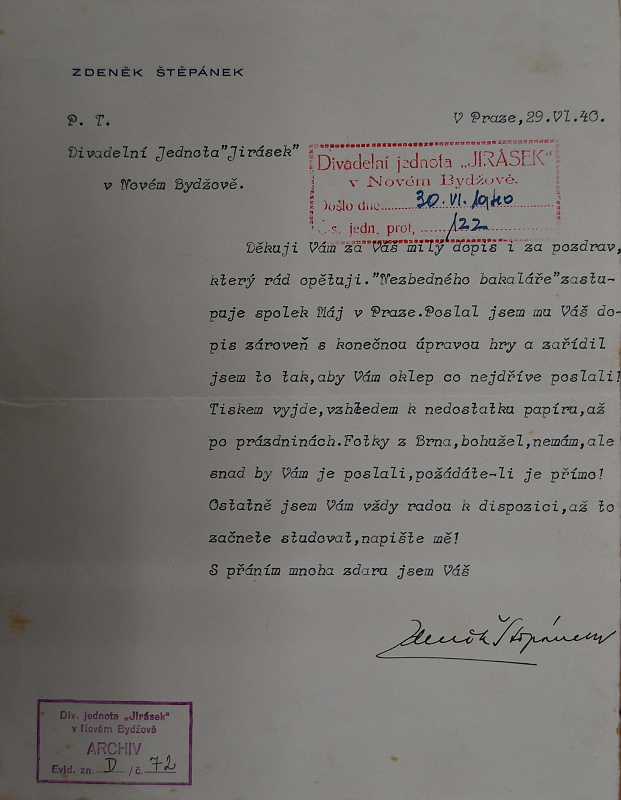 ZDENĚK ŠTĚPÁNEK
P. T.
V Praze,29.VI.40.
Divadelní Jednota"Jirásek"
v Novém Bydžově.
Divadelní jednota „JIRÁSEK“
v Novém Bydžově.
Došlo dne 30.VI.1940
s. jedn. prot. /22
Děkuji Vám za Váš milý dopis i za pozdrav,
který rád opětuji."Nezbedného bakaláře"zastu-
puje spolek Máj v Praze.Poslal jsem mu Váš do-
pis zároveň s konečnou úpravou hry a zařídil
jsem to tak,aby Vám oklep co nejdříve poslali!
Tiskem vyjde,vzhledem k nedostatku papíru,až
po prázdninách.Fotky z Brna,bohužel,nemám,ale
snad by Vám je poslali,požádáte-li je přímo!
Ostatně jsem Vám vždy radou k dispozici,až to
začnete studovat,napište mě!
S přáním mnoha zdaru jsem Váš
Zdeněk Štěpánek
Div. jednota „Jirásek“
v Novém Bydžově
ARCHIV
Evid. zn. D /č. 72